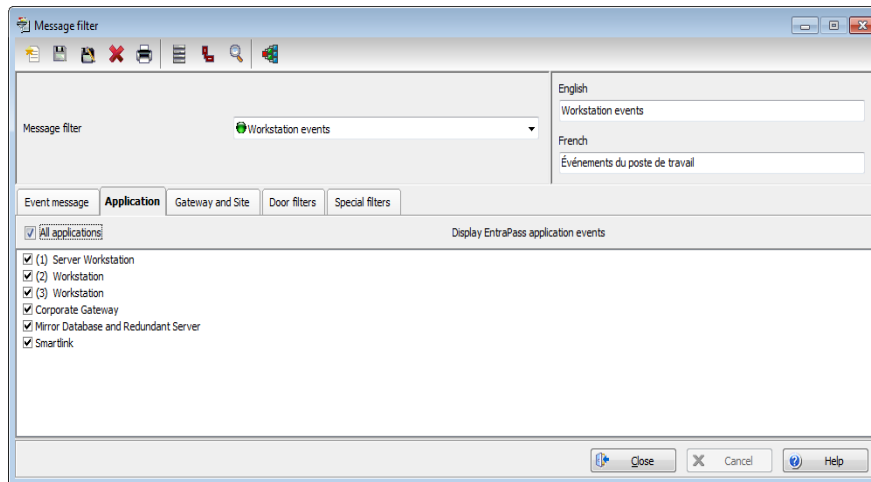 Message filter
English
Workstation events
Message filter
Workstation events
French
Événements du poste de travail
Event message
Application
Gateway and Site
Door filters
Special filters
All applications
Display EntraPass application events
(1) Server Workstation
(2) Workstation
(3) Workstation
Corporate Gateway
Mirror Database and Redundant Server
Smartlink
Close
Cancel
Help